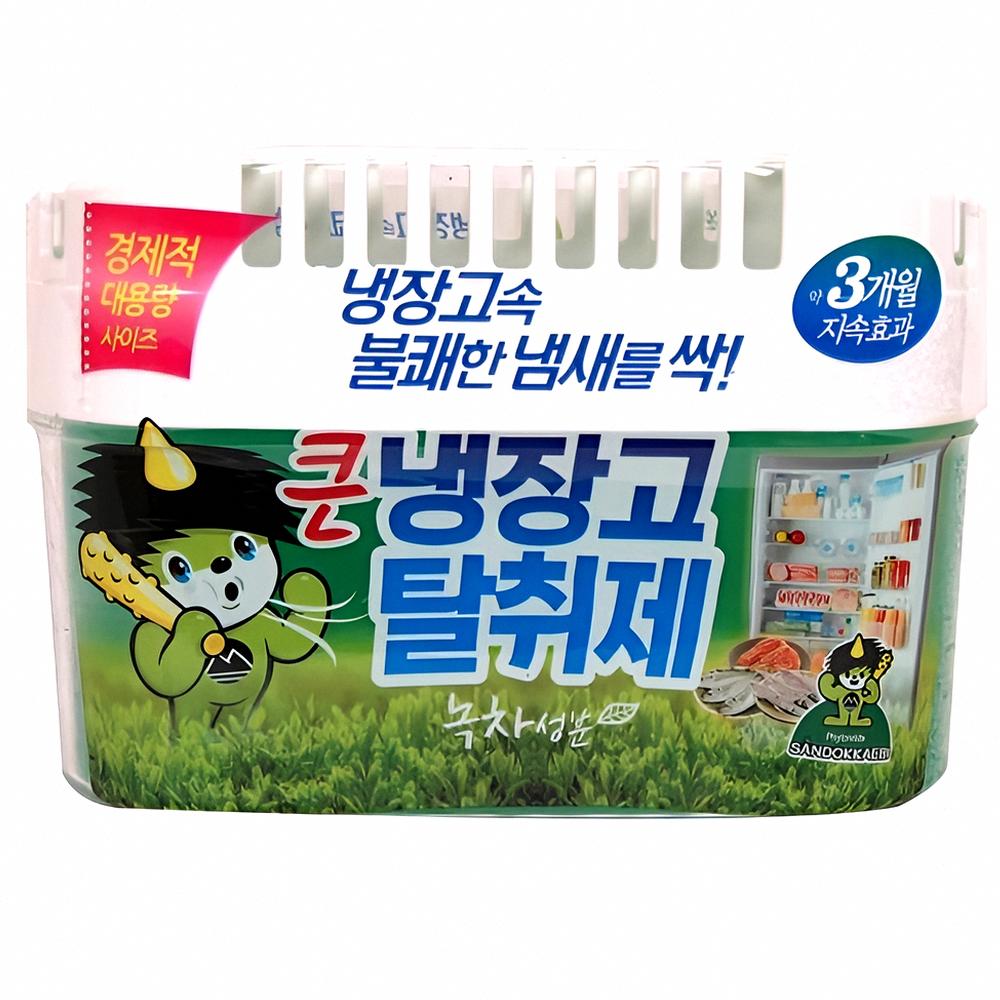 경제적
대용량
사이즈
냉장고속
불쾌한 냄새를 싹!
약 3개월
지속효과
큰 냉장고
탈취제
녹차성분